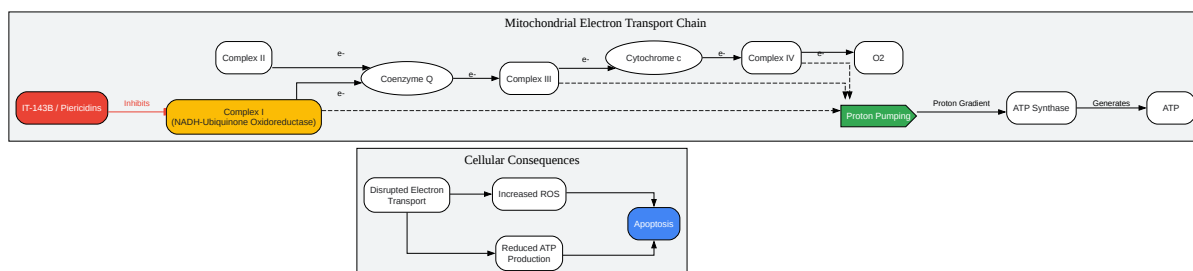 Mitochondrial Electron Transport Chain
Complex II
e-
Coenzyme Q
e-
e-
Complex III
e-
Cytochrome c
e-
Complex IV
e-
O2
IT-143B / Piericidins
Inhibits
Complex I
(NADH-Ubiquinone Oxidoreductase)
Proton Pumping
Proton Gradient
ATP Synthase
Generates
ATP
Cellular Consequences
Disrupted Electron
Transport
Increased ROS
Apoptosis
Reduced ATP
Production